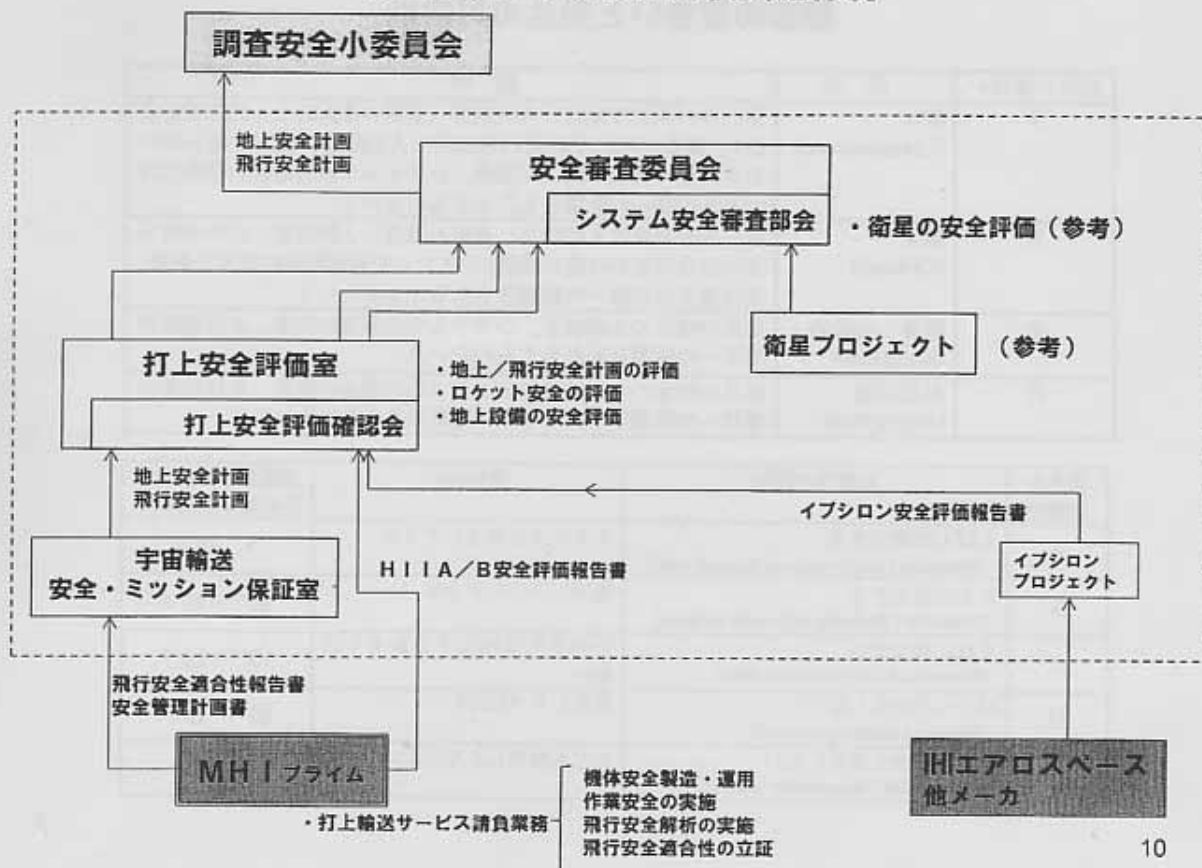 調査安全小委員会
地上安全計画
飛行安全計画
安全審査委員会
システム安全審査部会
・衛星の安全評価(参考)
打上安全評価室
打上安全評価確認会
・地上/飛行安全計画の評価
・ロケット安全の評価
・地上設備の安全評価
衛星プロジェクト
(参考)
地上安全計画
飛行安全計画
イプシロン安全評価報告書
宇宙輸送
安全・ミッション保証室
HIIA/B安全評価報告書
イプシロン
プロジェクト
飛行安全適合性報告書
安全管理計画書
MHIプライム
IHIエアロスペース
他メーカ
・打上輸送サービス請負業務
機体安全製造・運用
作業安全の実施
飛行安全解析の実施
飛行安全適合性の立証
10